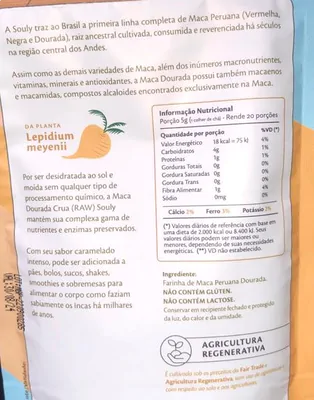 A Souly traz ao Brasil a primeira linha completa de Maca Peruana (Vermelha,
Negra e Dourada), raiz ancestral cultivada, consumida e reverenciada há séculos
na região central dos Andes.
Assim como as demais variedades de Maca, além dos inúmeros macronutrientes,
vitaminas, minerais e antioxidantes, a Maca Dourada possui também macaenos
e macamidas, compostos alcaloides encontrados exclusivamente na Maca.
DA PLANTA
Lepidium
meyenii
Por ser desidratada ao sol e
moída sem qualquer tipo de
processamento químico, a Maca
Dourada Crua (RAW) Souly
mantém sua complexa gama de
nutrientes e enzimas preservados.
Com seu sabor caramelado
intenso, pode ser adicionada a
pães, bolos, sucos, shakes,
smoothies e sobremesas para
alimentar o corpo como faziam
sabiamente os incas há milhares
de anos.
Informação Nutricional
Porção 5g (1 colher de chá) - Rende 20 porções
Quantidade por porção %VD (*)
Valor Energético 18 kcal = 75 kJ
Carboidratos 4g
Proteínas 1g
Gorduras Totais 0g
Gordura Saturadas 0g
Gordura Trans 0g
Fibra Alimentar 1g
Sódio 0mg
Cálcio Ferro Potássio
(*) Valores diários de referência com base em
uma dieta de 2.000 kcal ou 8.400 kJ. Seus
valores diários podem ser maiores ou
menores, dependendo de suas necessidades
energéticas. (**) VD não estabelecido.
Ingrediente:
Farinha de Maca Peruana Dourada.
NÃO CONTÉM GLÚTEN.
NÃO CONTÉM LACTOSE.
Conservar em recipiente fechado e protegido
da luz, do calor e da umidade.
AGRICULTURA
REGENERATIVA
É cultivada sob os preceitos do Fair Trade e
Agricultura Regenerativa,